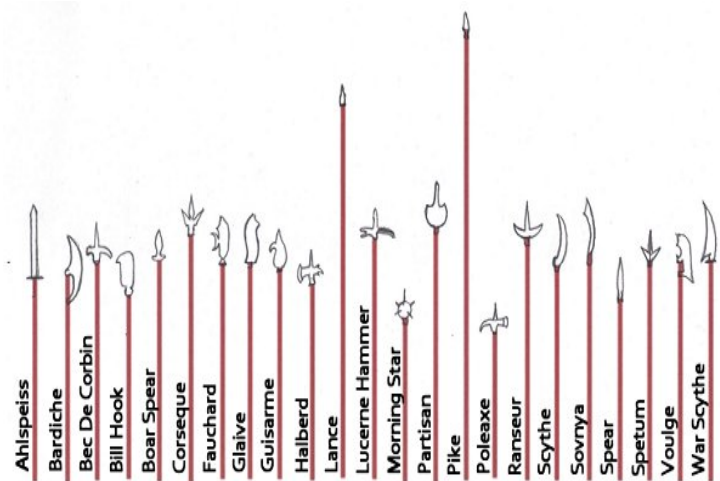 Ahlspeiss
Bardiche
Bec De Corbin
Bill Hook
Boar Spear
Corseque
Fauchard
Glaive
Guisarme
Halberd
Lance
Lucerne Hammer
Morning Star
Partisan
Pike
Poleaxe
Ranseur
Scythe
Sovnya
Spear
Spetum
Voulge
War Scythe